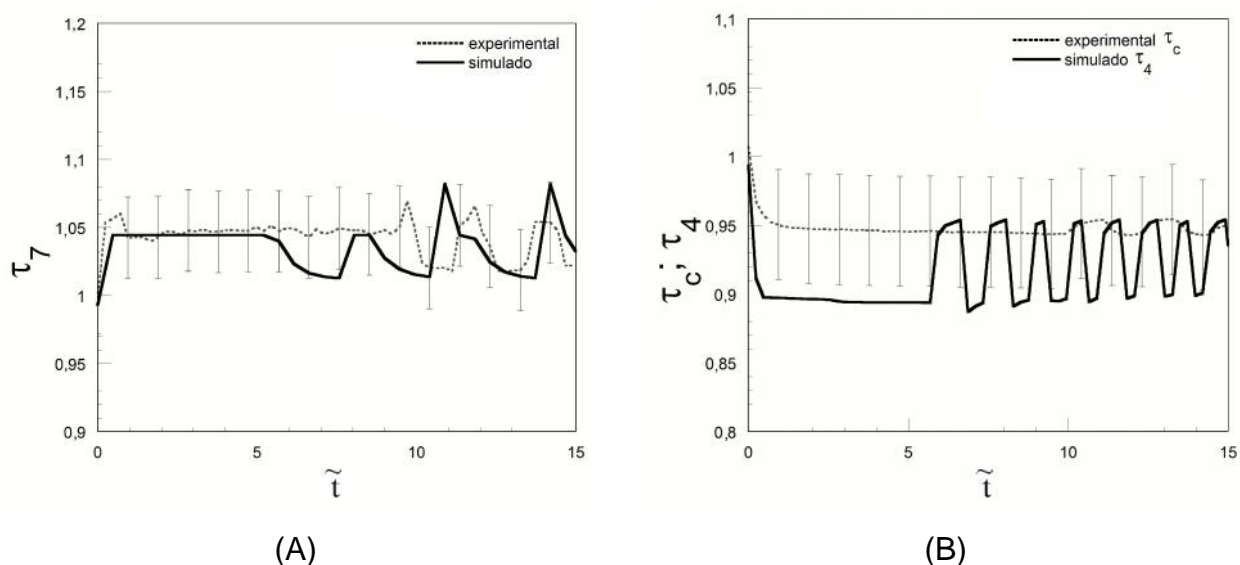 1,2
1,15
1,1
1,05
1
0,95
0,9
τ7
experimental
simulado
0
5
10
15
t̃
(A)
1,1
1,05
1
0,95
0,9
0,85
0,8
τc; τ4
experimental τc
simulado τ4
0
5
10
15
t̃
(B)